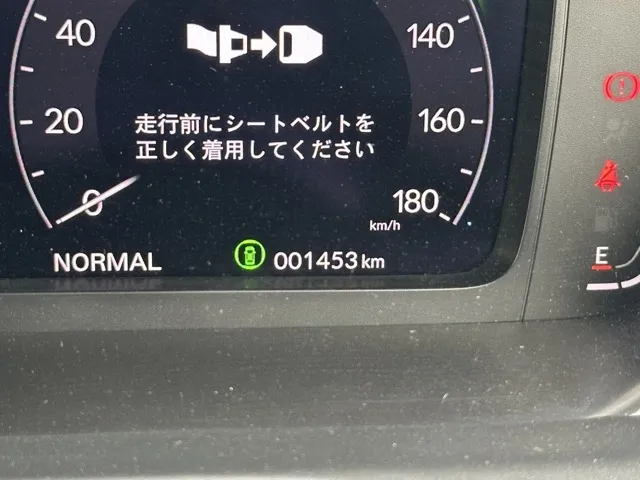 40
140
20
走行前にシートベルトを
正しく着用してください
160
0
180
km/h
NORMAL
001453 km
E